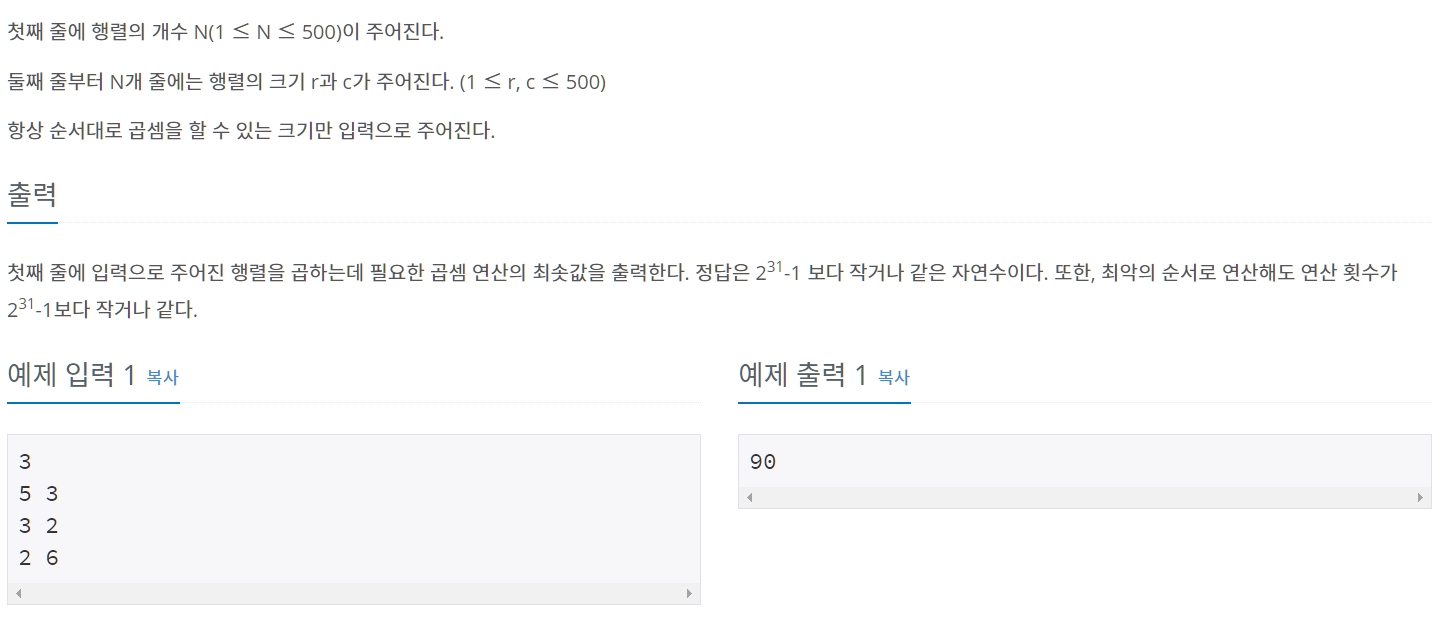 첫째 줄에 행렬의 개수 N(1 ≤ N ≤ 500)이 주어진다.
둘째 줄부터 N개 줄에는 행렬의 크기 r과 c가 주어진다. (1 ≤ r, c ≤ 500)
항상 순서대로 곱셈을 할 수 있는 크기만 입력으로 주어진다.
출력
첫째 줄에 입력으로 주어진 행렬을 곱하는데 필요한 곱셈 연산의 최솟값을 출력한다. 정답은 2³¹-1 보다 작거나 같은 자연수이다. 또한, 최악의 순서로 연산해도 연산 횟수가
2³¹-1보다 작거나 같다.
예제 입력 1 복사
3
5 3
3 2
2 6
예제 출력 1 복사
90